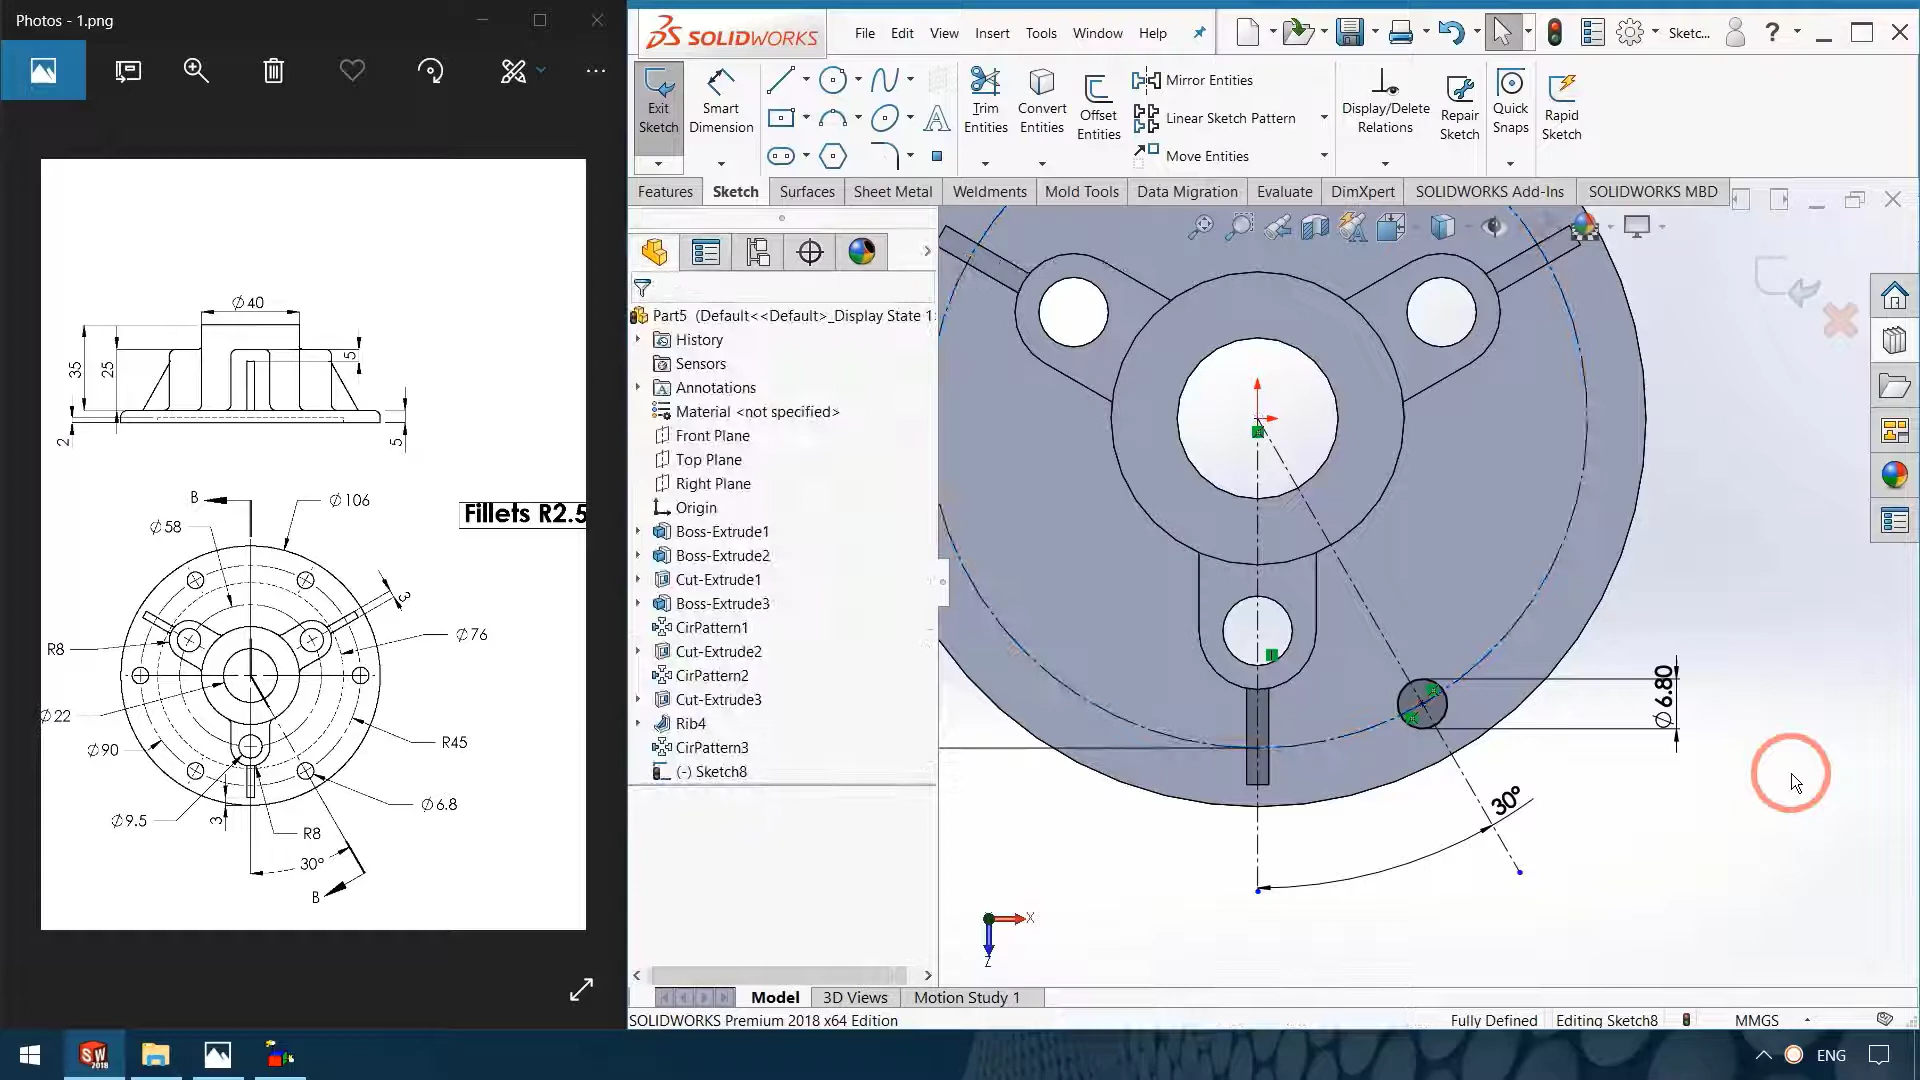 Photos - 1.png
Ø40
35
25
5
2
5
B
Ø106
Ø58
Fillets R2.5
3
R8
Ø76
Ø22
Ø90
R45
Ø9.5
3
R8
Ø6.8
30°
B
SOLIDWORKS
File Edit View Insert Tools Window Help
Sketc...
?
Exit Sketch
Smart Dimension
Trim Entities
Convert Entities
Offset Entities
Mirror Entities
Linear Sketch Pattern
Move Entities
Display/Delete Relations
Repair Sketch
Quick Snaps
Rapid Sketch
Features Sketch Surfaces Sheet Metal Weldments Mold Tools Data Migration Evaluate DimXpert SOLIDWORKS Add-Ins SOLIDWORKS MBD
Part5 (Default<<Default>_Display State 1
History
Sensors
Annotations
Material <not specified>
Front Plane
Top Plane
Right Plane
Origin
Boss-Extrude1
Boss-Extrude2
Cut-Extrude1
Boss-Extrude3
CirPattern1
Cut-Extrude2
CirPattern2
Cut-Extrude3
Rib4
CirPattern3
(-) Sketch8
Ø6.80
30°
X
Z
Model 3D Views Motion Study 1
SOLIDWORKS Premium 2018 x64 Edition
Fully Defined Editing Sketch8 MMGS
SW 2018
ENG